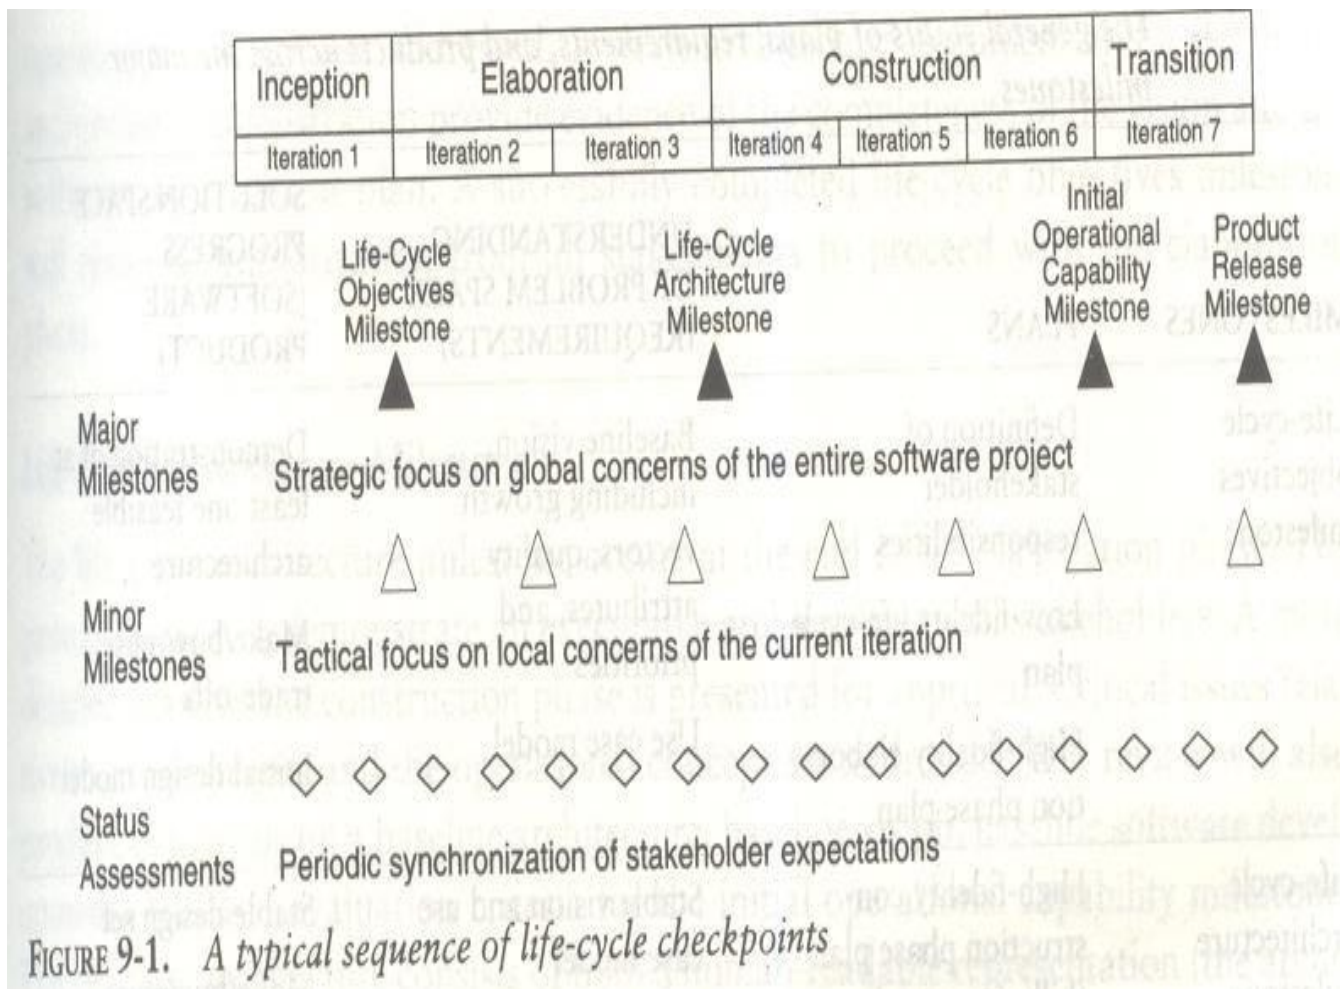 Inception
Elaboration
Construction
Transition
Iteration 1
Iteration 2
Iteration 3
Iteration 4
Iteration 5
Iteration 6
Iteration 7
Life-Cycle
Objectives
Milestone
Life-Cycle
Architecture
Milestone
Initial
Operational
Capability
Milestone
Product
Release
Milestone
Major
Milestones
Strategic focus on global concerns of the entire software project
Minor
Milestones
Tactical focus on local concerns of the current iteration
Status
Assessments
Periodic synchronization of stakeholder expectations
FIGURE 9-1. A typical sequence of life-cycle checkpoints